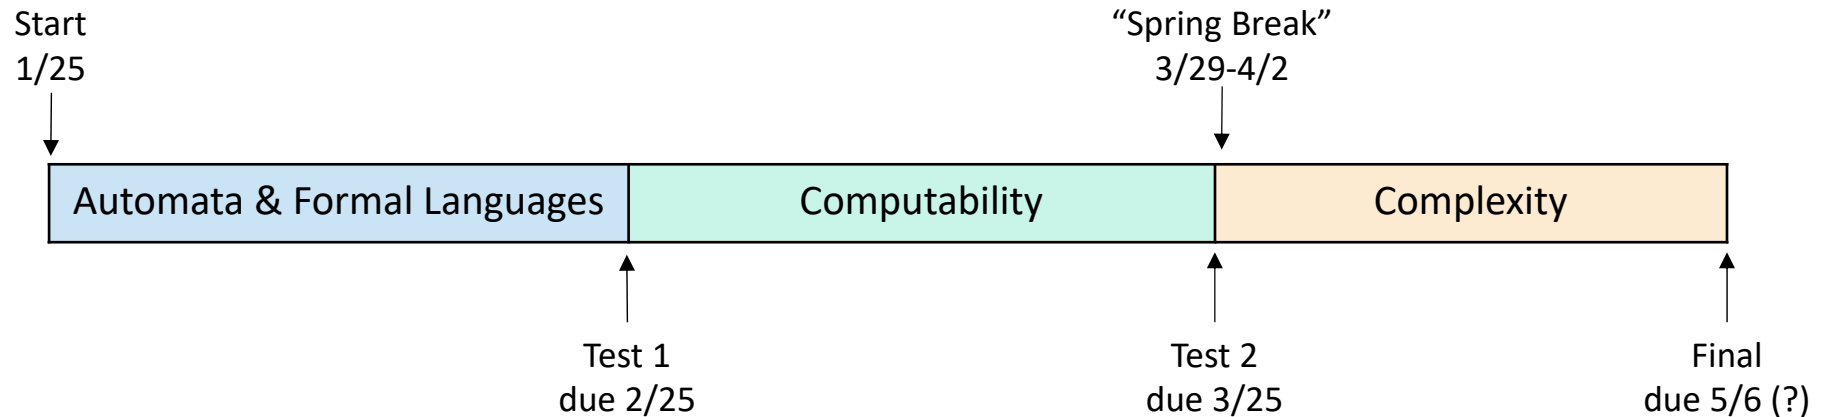 Start
1/25
“Spring Break”
3/29-4/2
Automata & Formal Languages
Computability
Complexity
Test 1
due 2/25
Test 2
due 3/25
Final
due 5/6 (?)